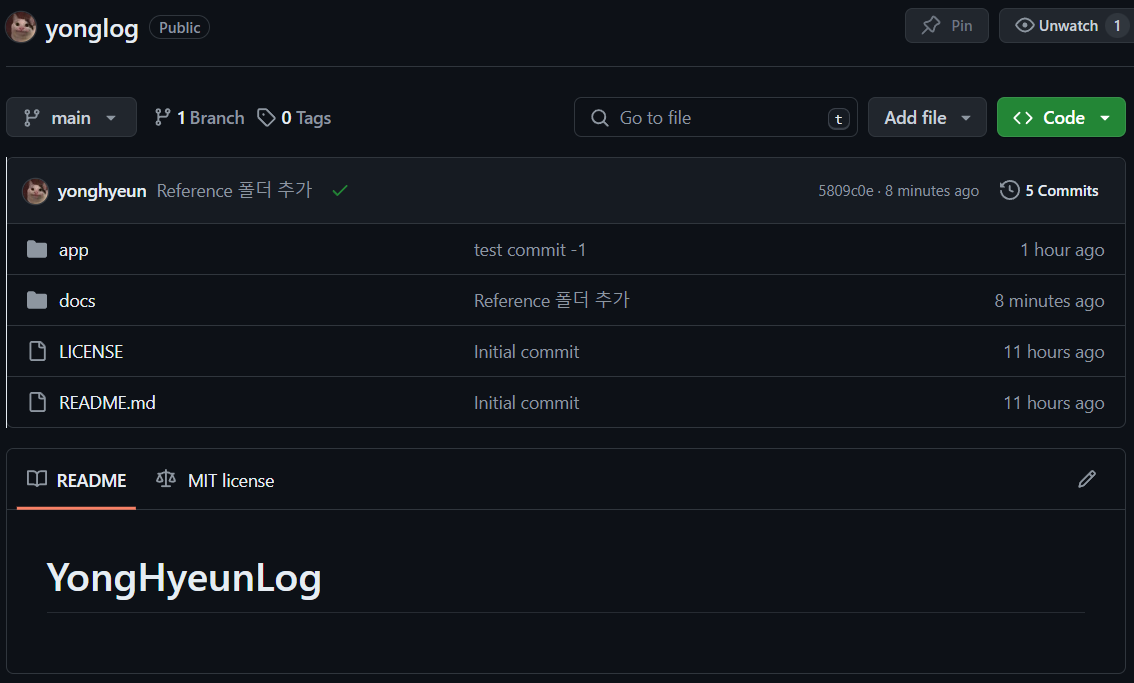 yonglog Public Pin Unwatch 1
main 1 Branch 0 Tags Go to file t Add file Code
yonghyeun Reference 폴더 추가 5809c0e · 8 minutes ago 5 Commits
app test commit -1 1 hour ago
docs Reference 폴더 추가 8 minutes ago
LICENSE Initial commit 11 hours ago
README.md Initial commit 11 hours ago
README MIT license
YongHyeunLog